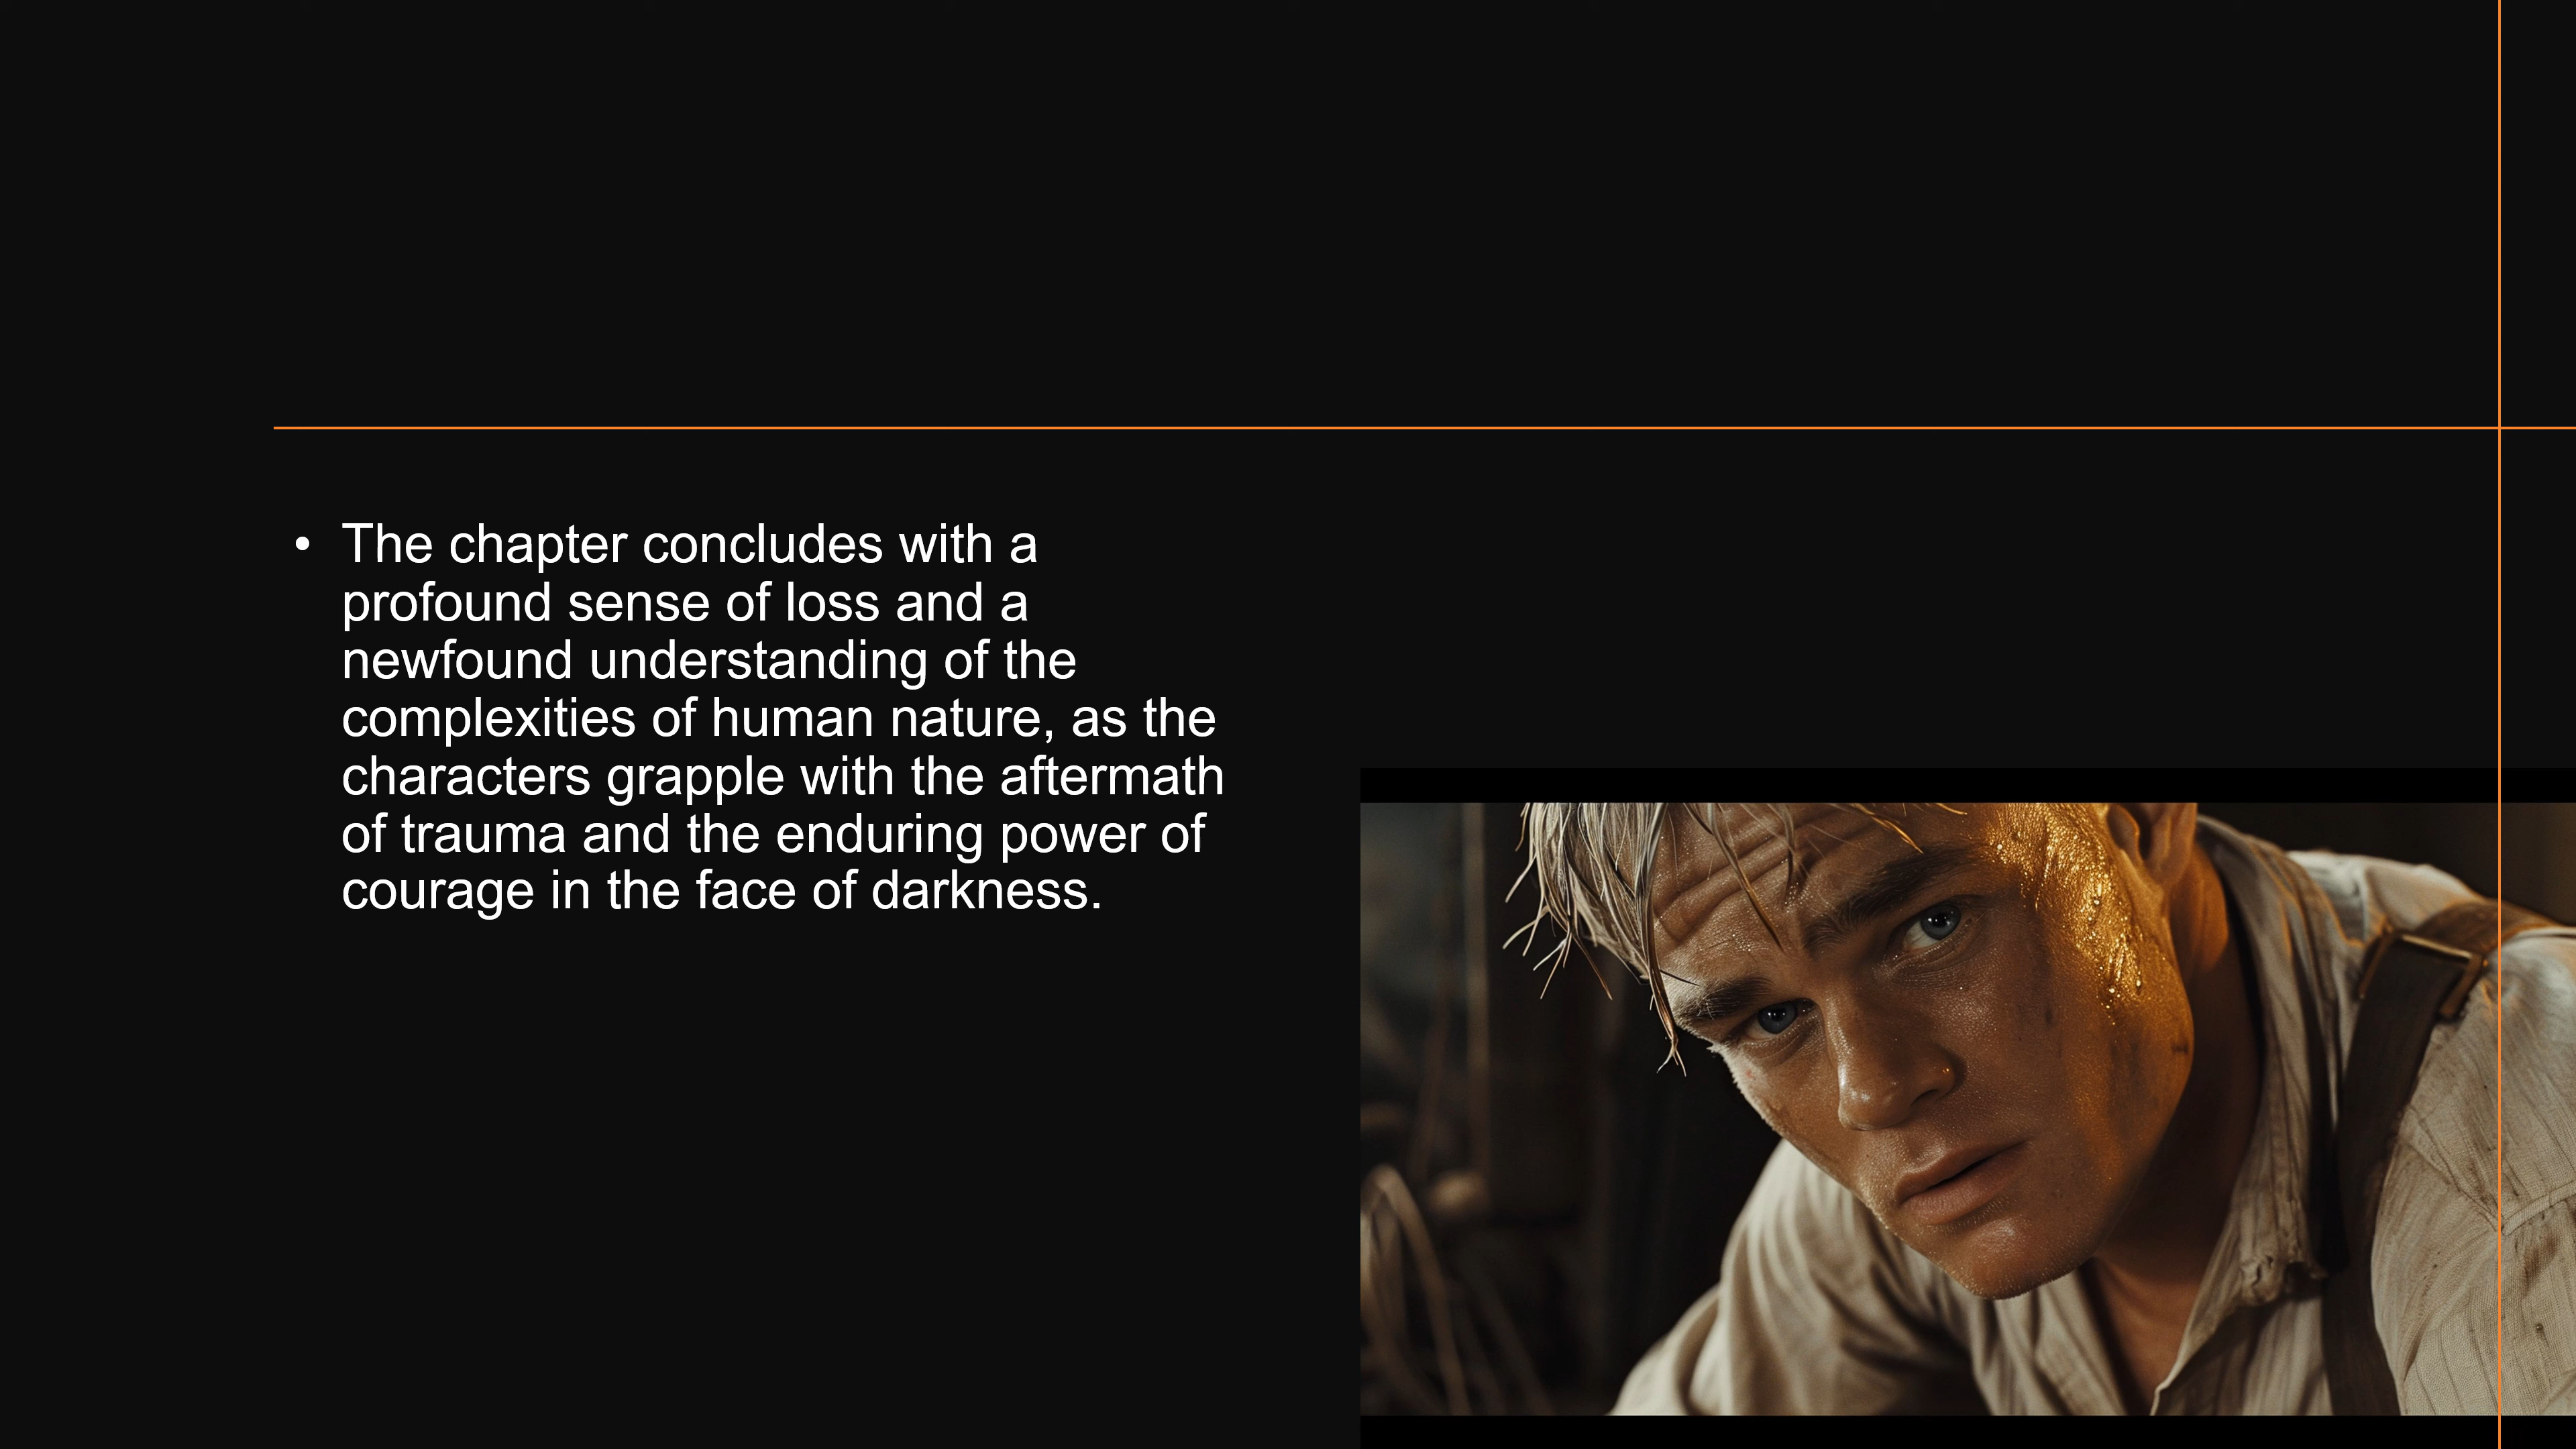 • The chapter concludes with a
profound sense of loss and a
newfound understanding of the
complexities of human nature, as the
characters grapple with the aftermath
of trauma and the enduring power of
courage in the face of darkness.